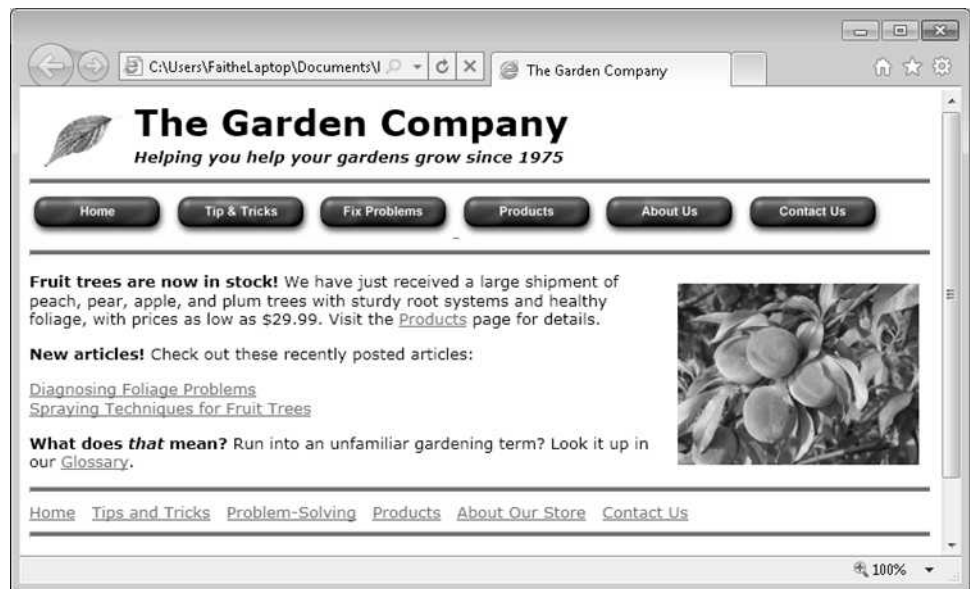 C:\Users\FaitheLaptop\Documents\I
The Garden Company
The Garden Company
Helping you help your gardens grow since 1975
Home Tip & Tricks Fix Problems Products About Us Contact Us
Fruit trees are now in stock! We have just received a large shipment of
peach, pear, apple, and plum trees with sturdy root systems and healthy
foliage, with prices as low as $29.99. Visit the Products page for details.
New articles! Check out these recently posted articles:
Diagnosing Foliage Problems
Spraying Techniques for Fruit Trees
What does that mean? Run into an unfamiliar gardening term? Look it up in
our Glossary.
Home Tips and Tricks Problem-Solving Products About Our Store Contact Us
100%